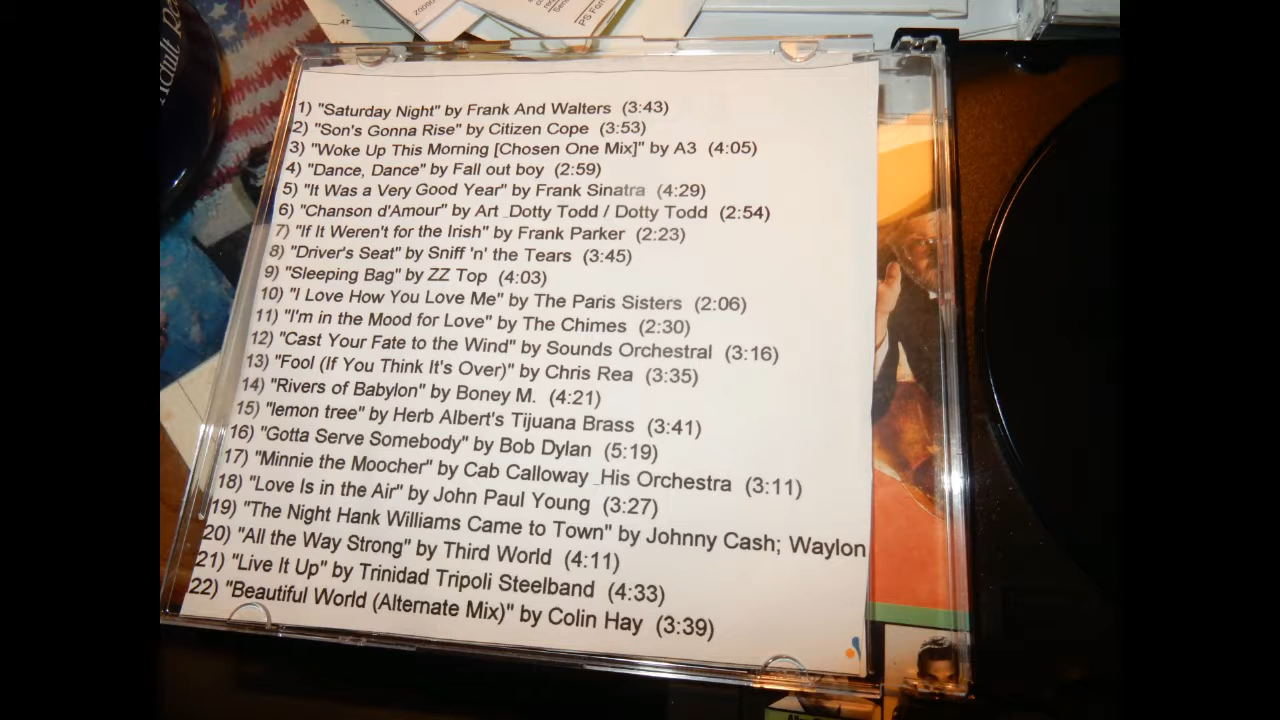 1) "Saturday Night" by Frank And Walters (3:43)
2) "Son's Gonna Rise" by Citizen Cope (3:53)
3) "Woke Up This Morning [Chosen One Mix]" by A3 (4:05)
4) "Dance, Dance" by Fall out boy (2:59)
5) "It Was a Very Good Year" by Frank Sinatra (4:29)
6) "Chanson d'Amour" by Art _Dotty Todd / Dotty Todd (2:54)
7) "If It Weren't for the Irish" by Frank Parker (2:23)
8) "Driver's Seat" by Sniff 'n' the Tears (3:45)
9) "Sleeping Bag" by ZZ Top (4:03)
10) "I Love How You Love Me" by The Paris Sisters (2:06)
11) "I'm in the Mood for Love" by The Chimes (2:30)
12) "Cast Your Fate to the Wind" by Sounds Orchestral (3:16)
13) "Fool (If You Think It's Over)" by Chris Rea (3:35)
14) "Rivers of Babylon" by Boney M. (4:21)
15) "lemon tree" by Herb Albert's Tijuana Brass (3:41)
16) "Gotta Serve Somebody" by Bob Dylan (5:19)
17) "Minnie the Moocher" by Cab Calloway _His Orchestra (3:11)
18) "Love Is in the Air" by John Paul Young (3:27)
19) "The Night Hank Williams Came to Town" by Johnny Cash; Waylon
20) "All the Way Strong" by Third World (4:11)
21) "Live It Up" by Trinidad Tripoli Steelband (4:33)
22) "Beautiful World (Alternate Mix)" by Colin Hay (3:39)